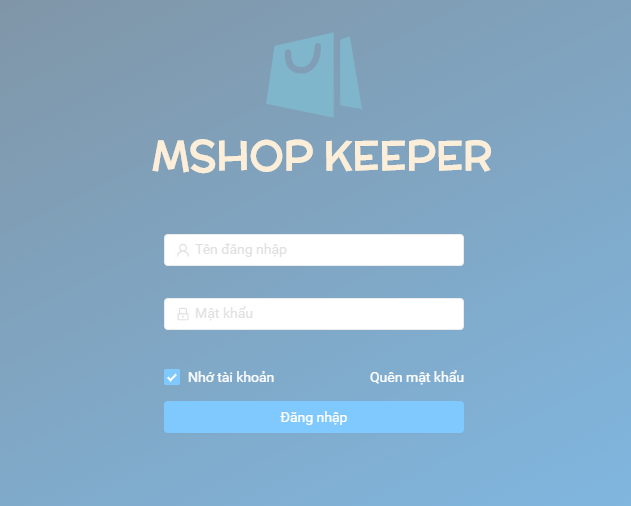 MSHOP KEEPER
Tên đăng nhập
Mật khẩu
Nhớ tài khoản Quên mật khẩu
Đăng nhập